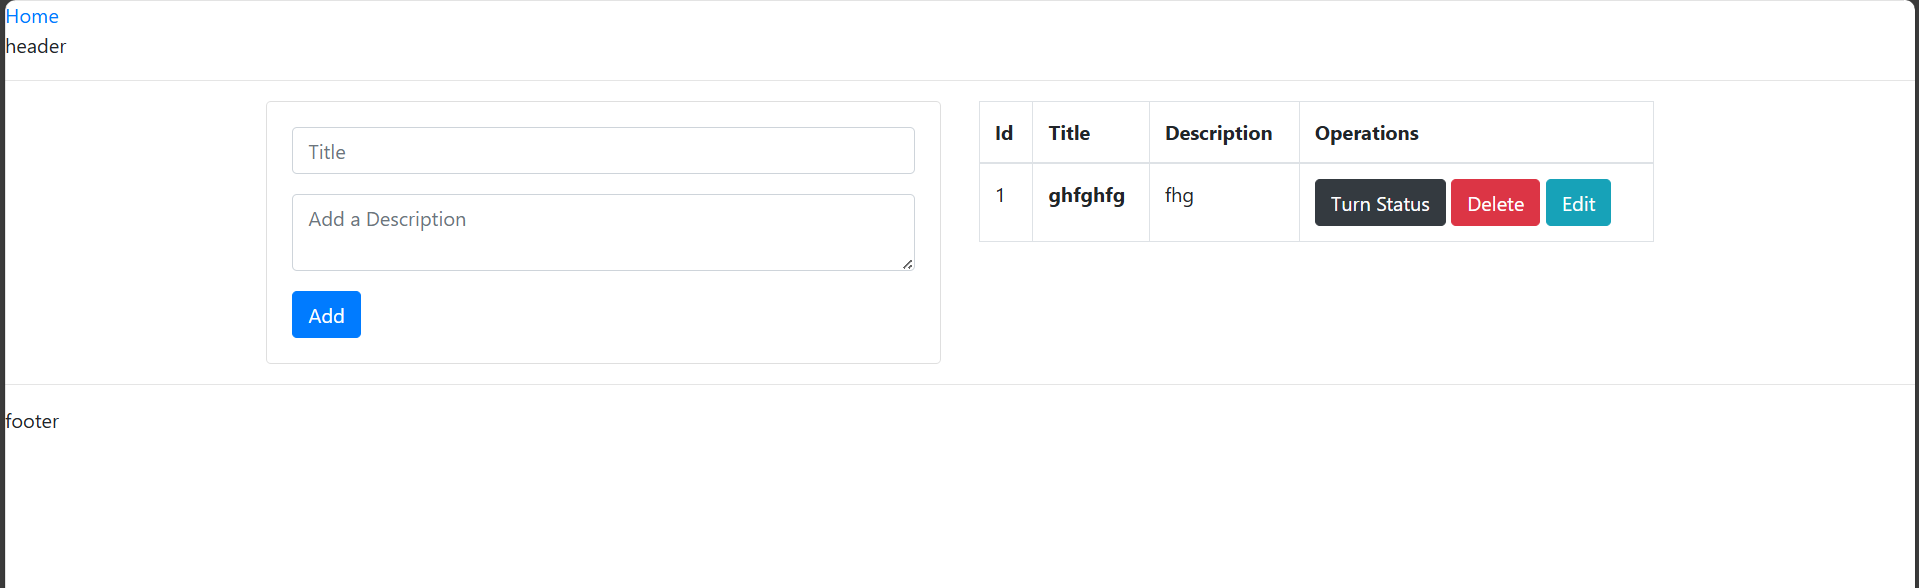 Home
header
Title
Add a Description
Add
Id Title Description Operations
1 ghfghfg fhg Turn Status Delete Edit
footer